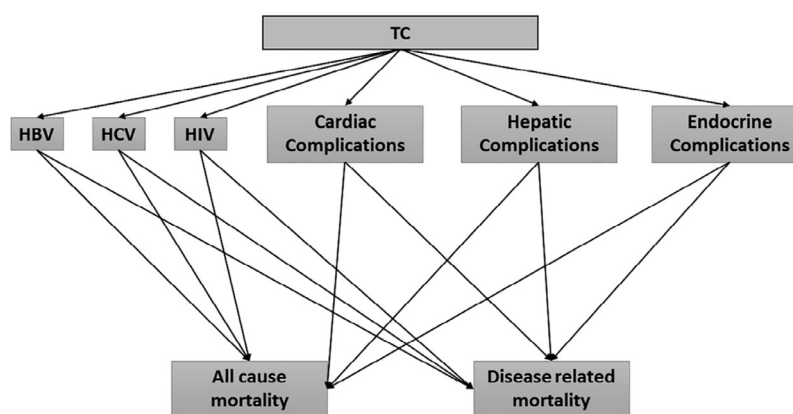 TC
HBV
HCV
HIV
Cardiac
Complications
Hepatic
Complications
Endocrine
Complications
All cause
mortality
Disease related
mortality